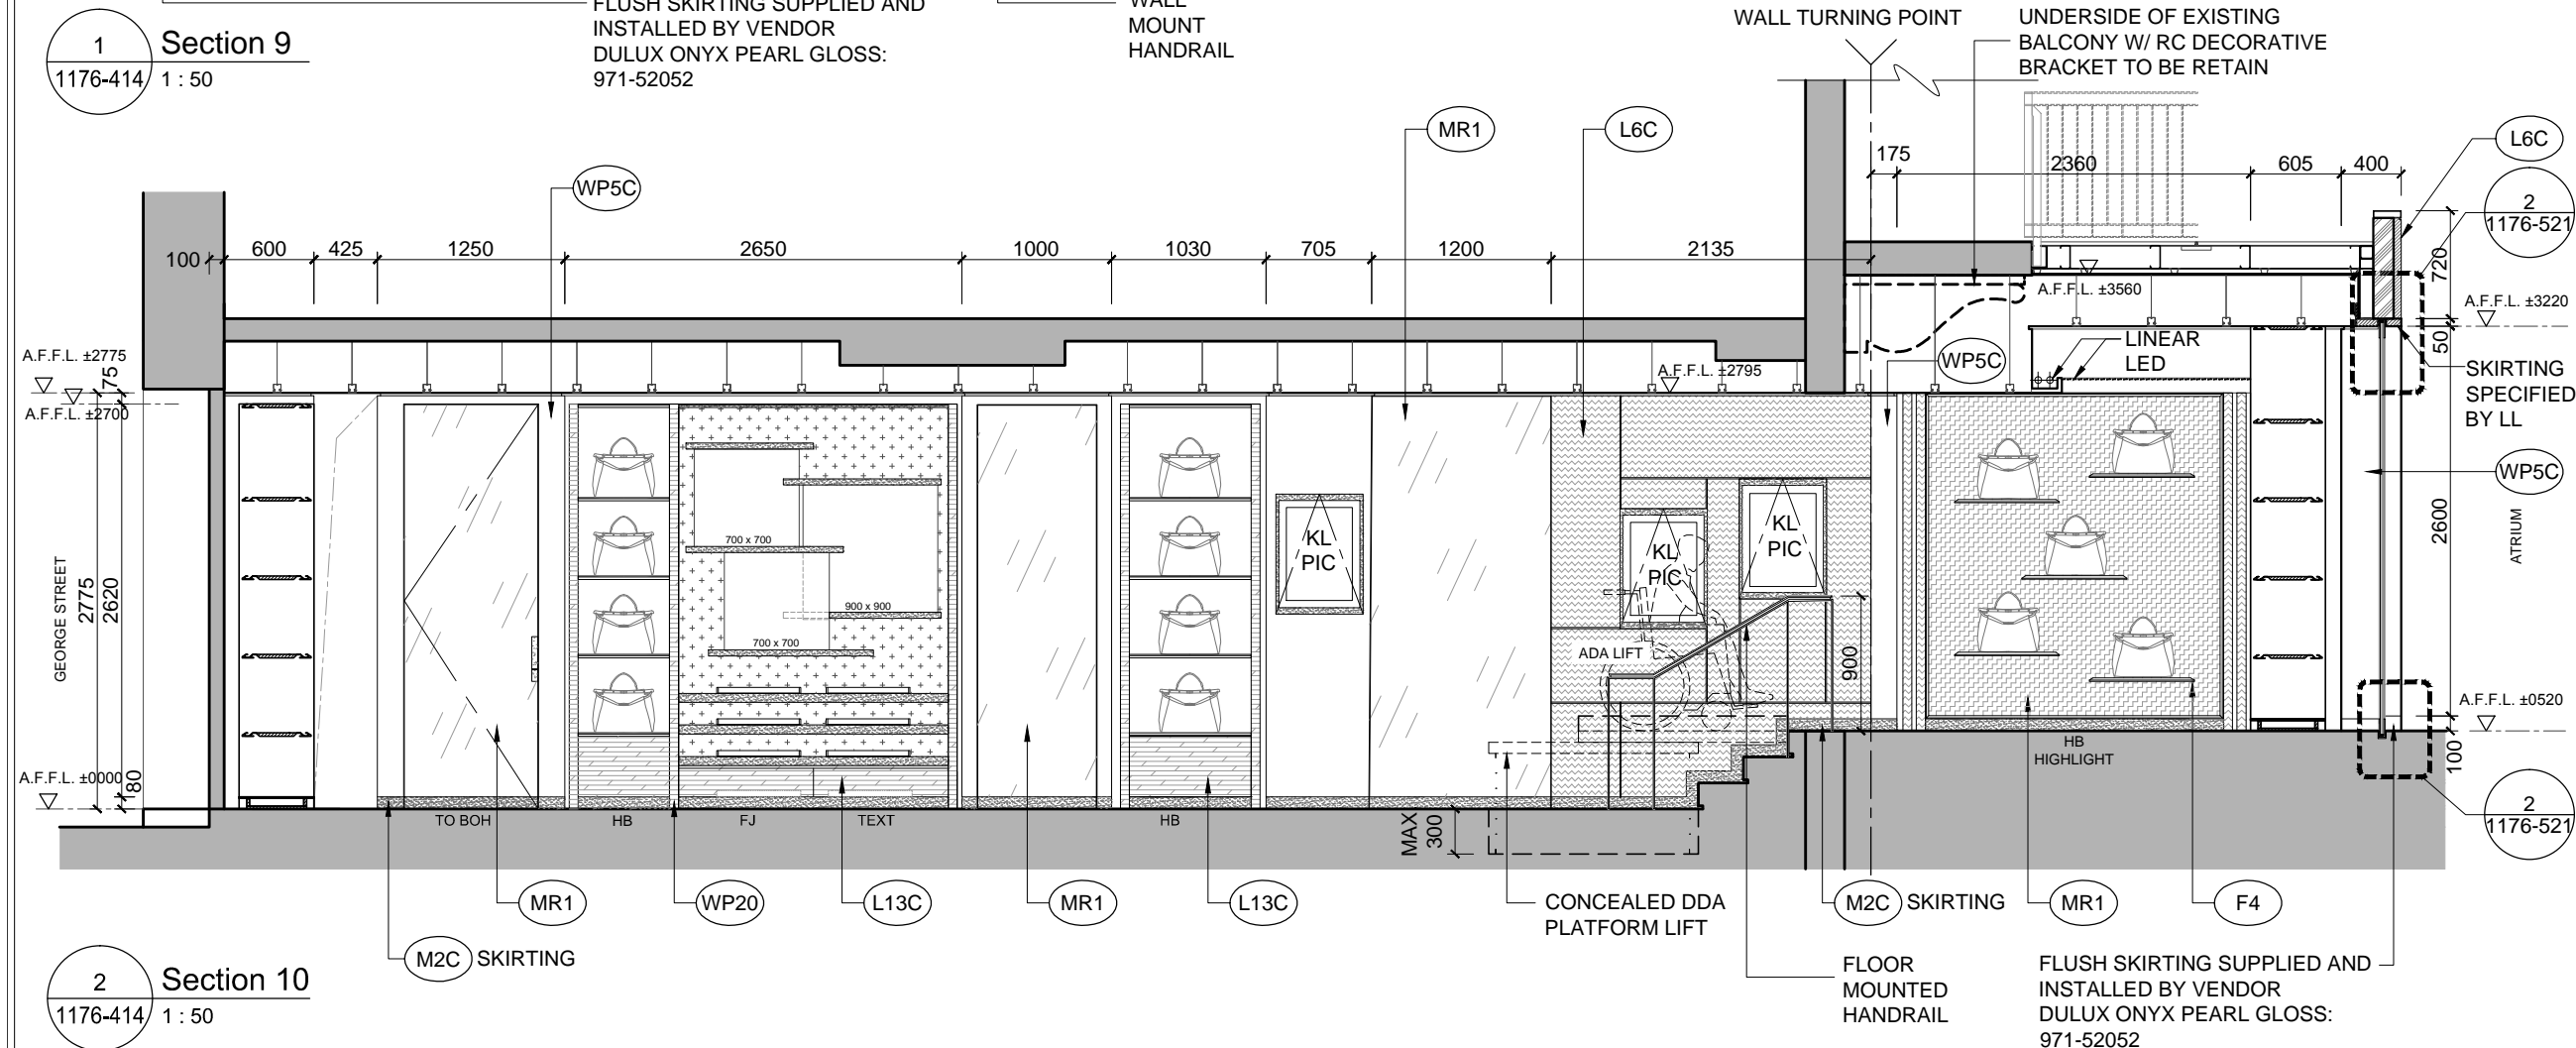 FLUSH SKIRTING SUPPLIED AND
INSTALLED BY VENDOR
DULUX ONYX PEARL GLOSS:
971-52052
WALL
MOUNT
HANDRAIL
1
1176-414
Section 9
1 : 50
WALL TURNING POINT
UNDERSIDE OF EXISTING
BALCONY W/ RC DECORATIVE
BRACKET TO BE RETAIN
MR1
L6C
L6C
WP5C
175
2360
605
400
2
1176-521
100
600
425
1250
2650
1000
1030
705
1200
2135
720
A.F.F.L. ±3560
A.F.F.L. ±3220
50
LINEAR
LED
WP5C
A.F.F.L. ±2795
SKIRTING
SPECIFIED
BY LL
A.F.F.L. ±2775
75
A.F.F.L. ±2700
WP5C
KL
PIC
KL
PIC
KL
PIC
700 x 700
900 x 900
700 x 700
GEORGE STREET
2775
2620
2600
ATRIUM
ADA LIFT
900
A.F.F.L. ±0520
100
A.F.F.L. ±0000
80
HB
HIGHLIGHT
TO BOH
HB
FJ
TEXT
HB
MAX
300
2
1176-521
MR1
WP20
L13C
MR1
L13C
CONCEALED DDA
PLATFORM LIFT
M2C SKIRTING
MR1
F4
M2C SKIRTING
FLOOR
MOUNTED
HANDRAIL
FLUSH SKIRTING SUPPLIED AND
INSTALLED BY VENDOR
DULUX ONYX PEARL GLOSS:
971-52052
2
1176-414
Section 10
1 : 50